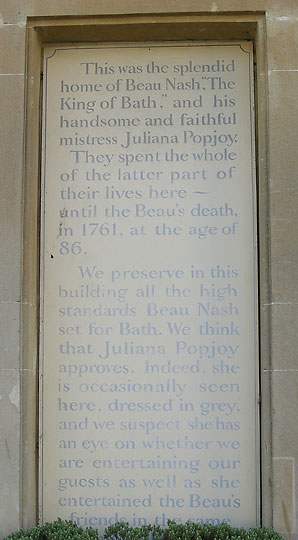 This was the splendid
home of Beau Nash, "The
King of Bath," and his
handsome and faithful
mistress Juliana Popjoy.
They spent the whole
of the latter part of
their lives here —
until the Beau's death,
in 1761, at the age of
86.
We preserve in this
building all the high
standards Beau Nash
set for Bath. We think
that Juliana Popjoy
approves. Indeed, she
is occasionally seen
here, dressed in grey,
and we suspect she has
an eye on whether we
are entertaining our
guests as well as she
entertained the Beau's
friends in the same